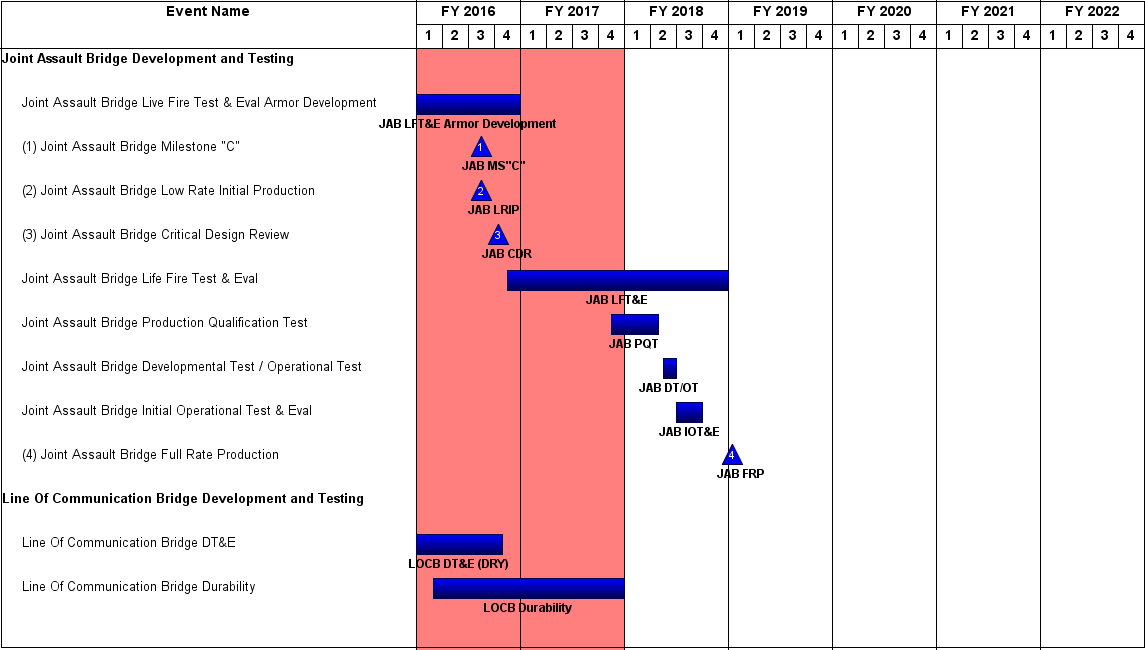 Event Name FY 2016 FY 2017 FY 2018 FY 2019 FY 2020 FY 2021 FY 2022
1 2 3 4 1 2 3 4 1 2 3 4 1 2 3 4 1 2 3 4 1 2 3 4 1 2 3 4
Joint Assault Bridge Development and Testing
Joint Assault Bridge Live Fire Test & Eval Armor Development
JAB LFT&E Armor Development
(1) Joint Assault Bridge Milestone "C" 1
JAB MS"C"
(2) Joint Assault Bridge Low Rate Initial Production 2
JAB LRIP
(3) Joint Assault Bridge Critical Design Review 3
JAB CDR
Joint Assault Bridge Life Fire Test & Eval
JAB LFT&E
Joint Assault Bridge Production Qualification Test
JAB PQT
Joint Assault Bridge Developmental Test / Operational Test
JAB DT/OT
Joint Assault Bridge Initial Operational Test & Eval
JAB IOT&E
(4) Joint Assault Bridge Full Rate Production 4
JAB FRP
Line Of Communication Bridge Development and Testing
Line Of Communication Bridge DT&E
LOCB DT&E (DRY)
Line Of Communication Bridge Durability
LOCB Durability